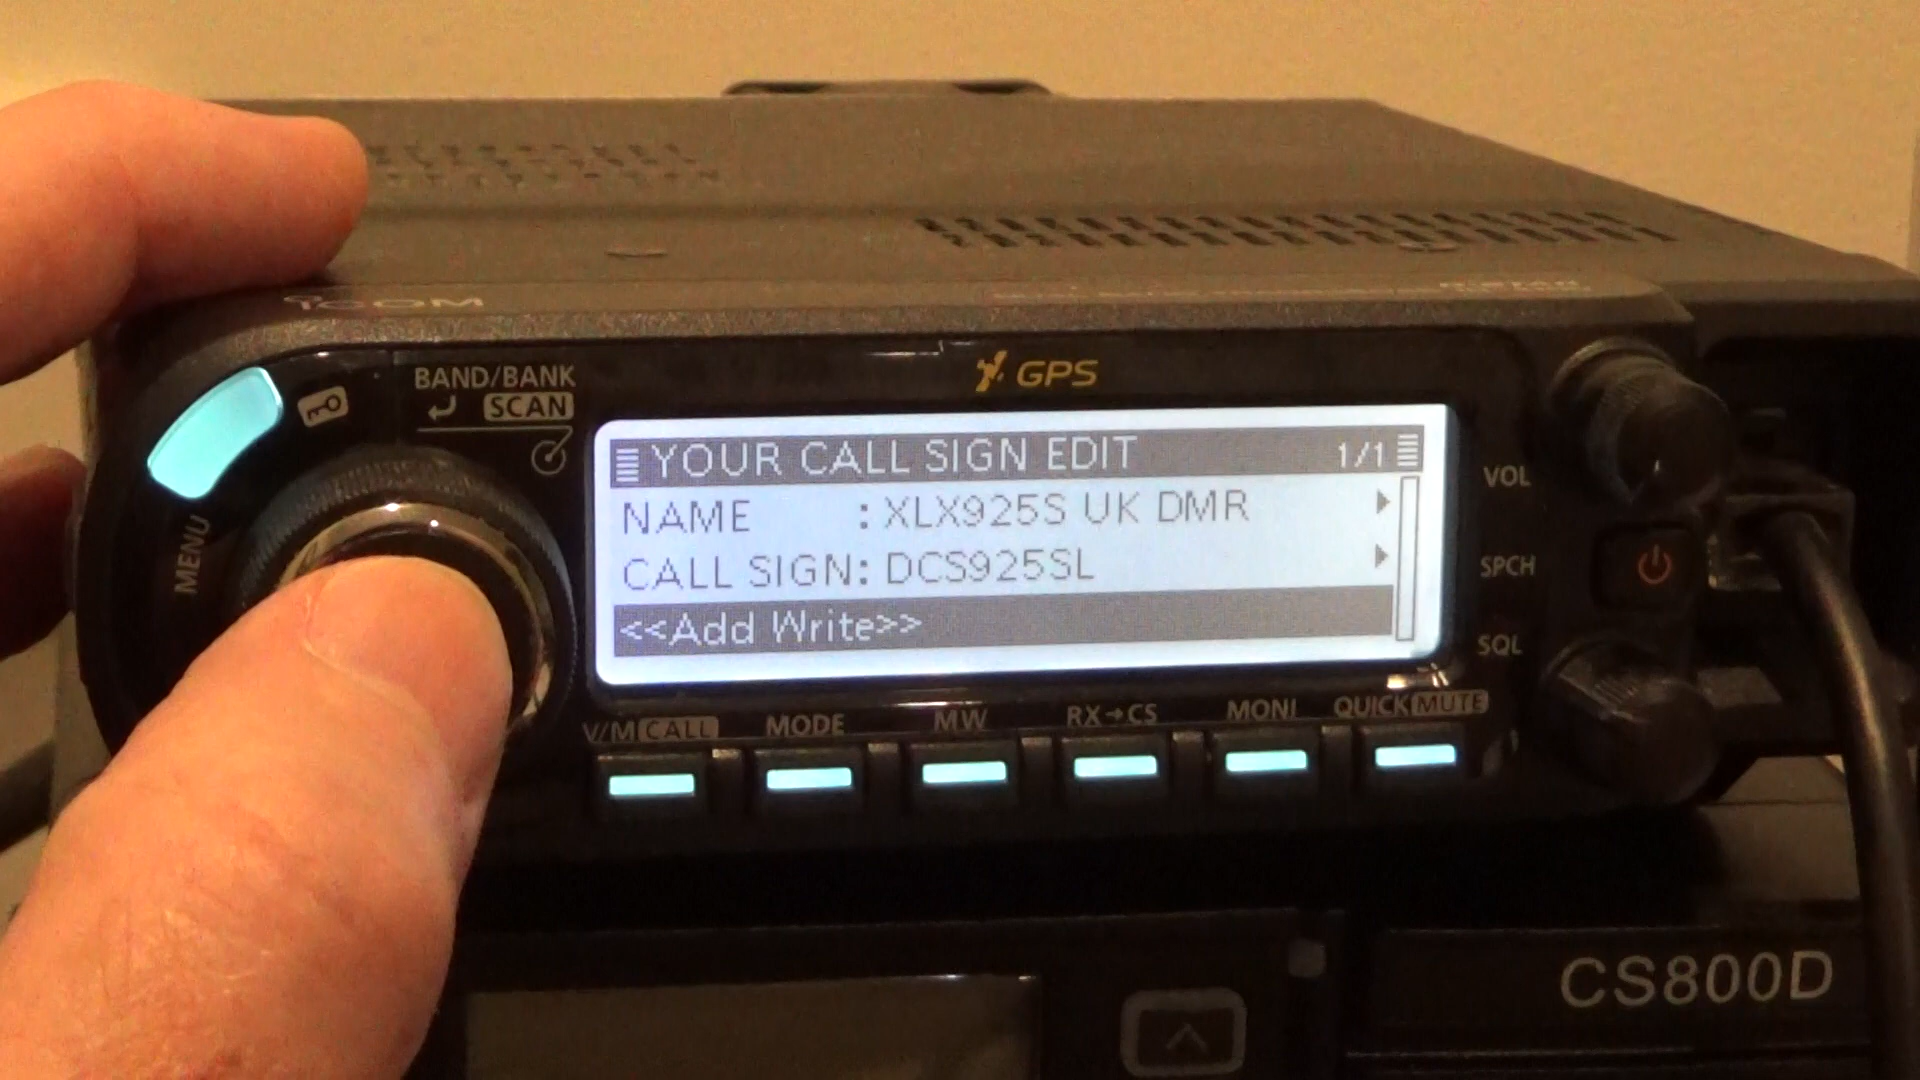 ICOM
BAND/BANK
SCAN
GPS
MENU
YOUR CALL SIGN EDIT 1/1
NAME : XLX925S UK DMR
CALL SIGN: DCS925SL
<<Add Write>>
VOL
SPCH
SQL
V/M CALL MODE MW RX→CS MONI QUICK MUTE
CS800D